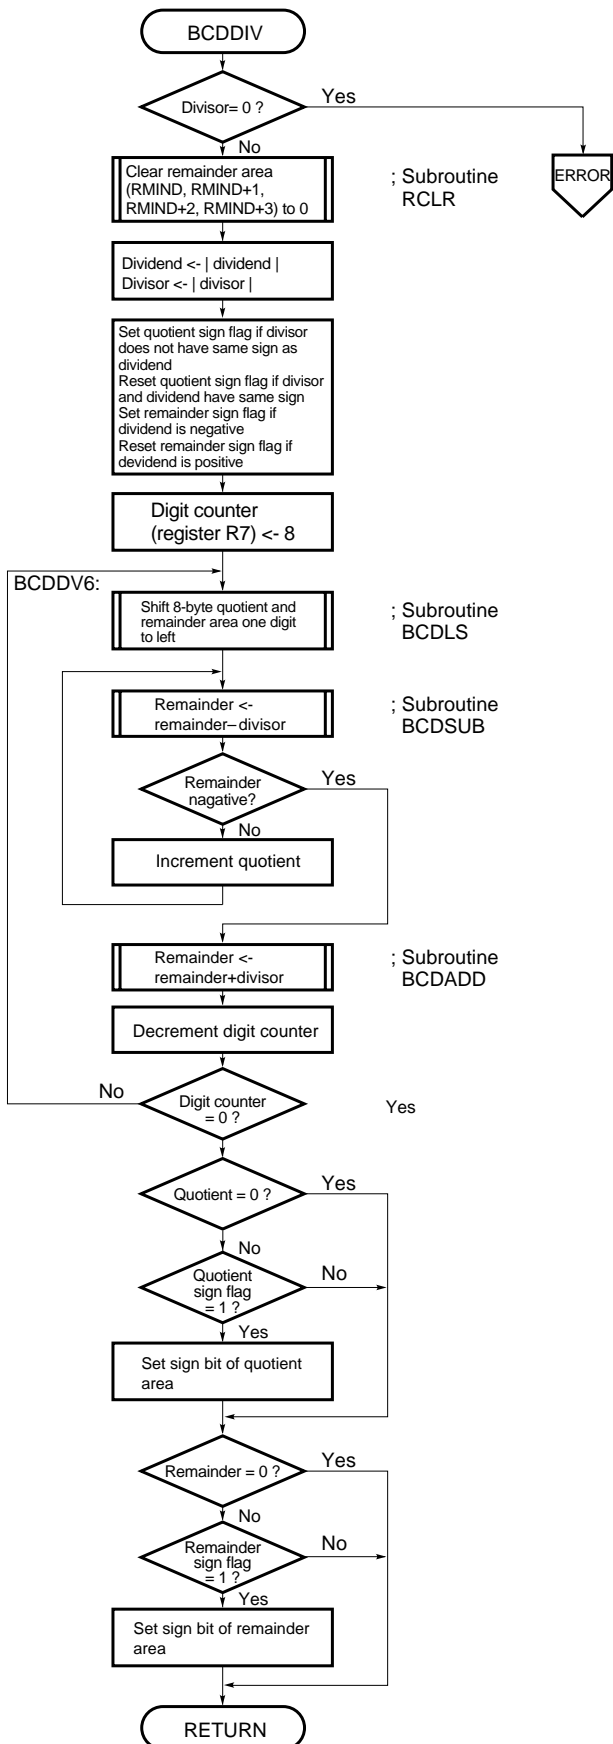 BCDDIV
Divisor= 0 ?
Yes
No
ERROR
Clear remainder area
(RMIND, RMIND+1,
RMIND+2, RMIND+3) to 0
; Subroutine
RCLR
Dividend <- | dividend |
Divisor <- | divisor |
Set quotient sign flag if divisor
does not have same sign as
dividend
Reset quotient sign flag if divisor
and dividend have same sign
Set remainder sign flag if
dividend is negative
Reset remainder sign flag if
devidend is positive
Digit counter
(register R7) <- 8
BCDDV6:
Shift 8-byte quotient and
remainder area one digit
to left
; Subroutine
BCDLS
Remainder <-
remainder–divisor
; Subroutine
BCDSUB
Remainder
nagative?
Yes
No
Increment quotient
Remainder <-
remainder+divisor
; Subroutine
BCDADD
Decrement digit counter
No
Digit counter
= 0 ?
Yes
Quotient = 0 ?
Yes
No
Quotient
sign flag
= 1 ?
No
Yes
Set sign bit of quotient
area
Remainder = 0 ?
Yes
No
Remainder
sign flag
= 1 ?
No
Yes
Set sign bit of remainder
area
RETURN